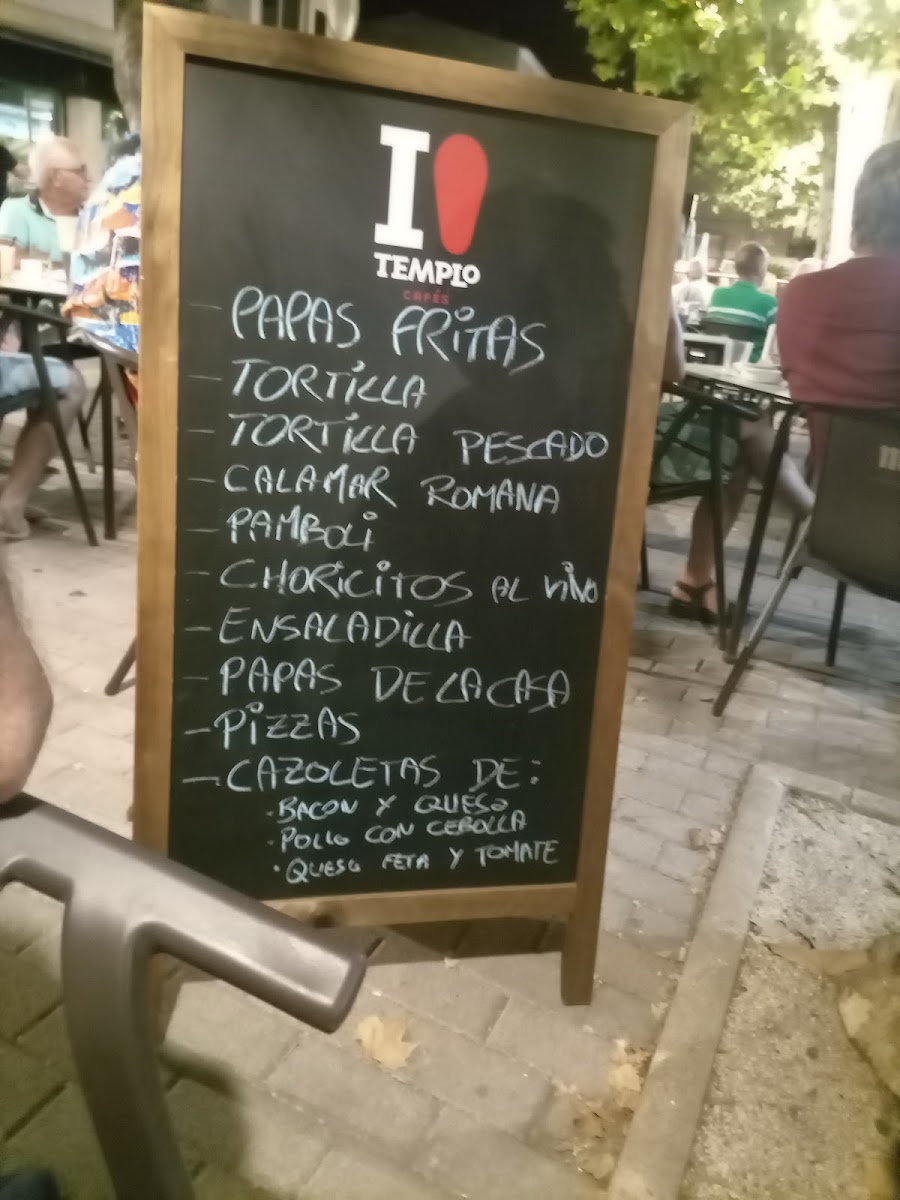 I
TEMPLO
CAFÉS
- PAPAS FRITAS
- TORTILLA
- TORTILLA PESCADO
- CALAMAR ROMANA
- PAMBOLI
- CHORICITOS AL VINO
- ENSALADILLA
- PAPAS DE LA CASA
- PIZZAS
- CAZOLETAS DE:
· BACON Y QUESO
· POLLO CON CEBOLLA
· QUESO FETA Y TOMATE